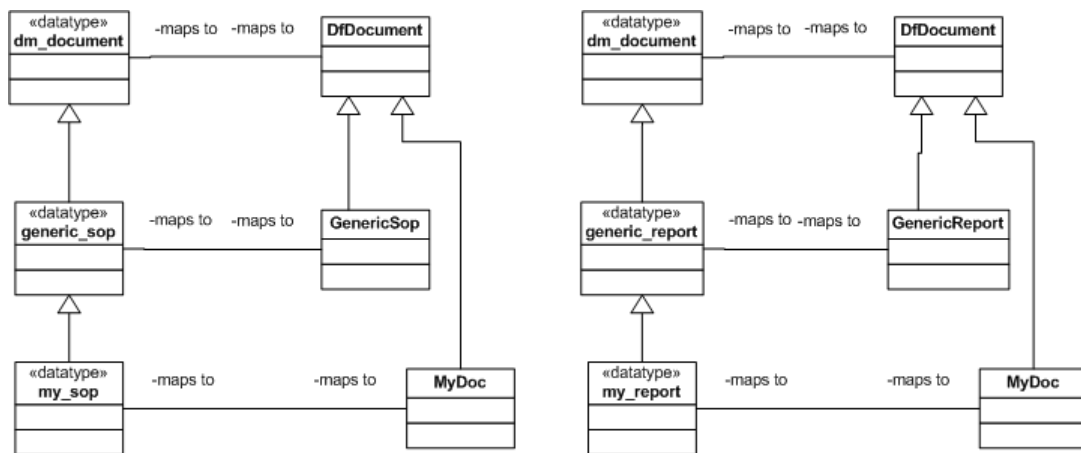 «datatype»
dm_document
-maps to -maps to
DfDocument
«datatype»
generic_sop
-maps to -maps to
GenericSop
«datatype»
my_sop
-maps to -maps to
MyDoc
«datatype»
dm_document
-maps to -maps to
DfDocument
«datatype»
generic_report
-maps to -maps to
GenericReport
«datatype»
my_report
-maps to -maps to
MyDoc